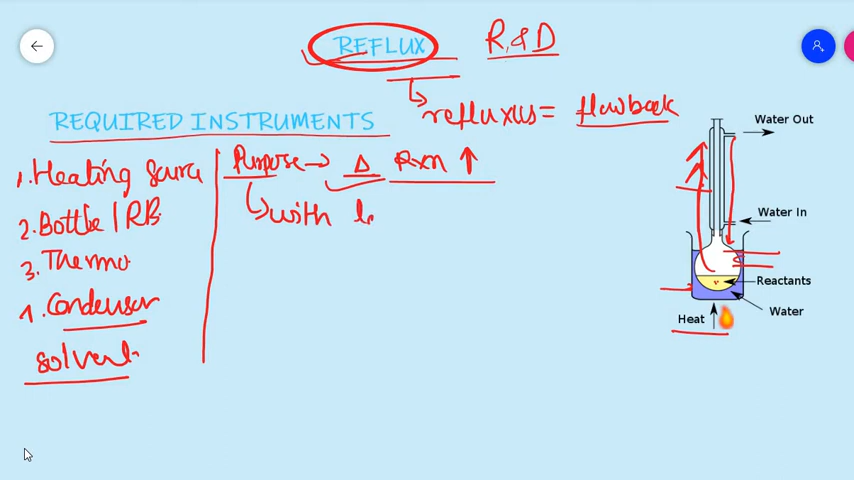 REFLUX R&D
refluxus = flowback
REQUIRED INSTRUMENTS
1. Heating
2. Bottle / RB
3. Thermo
4. Condenser
solvent
Purpose → Δ Rxn ↑
with
Water Out
Water In
Reactants
Water
Heat